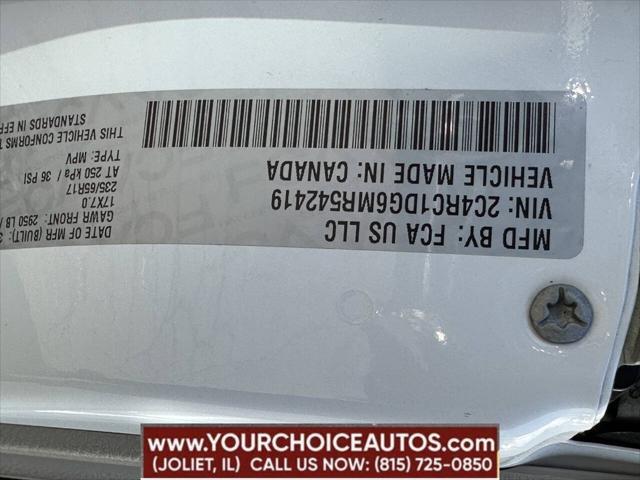 MFD BY: FCA US LLC
VIN: 2C4RC1DG6MR542419
VEHICLE MADE IN: CANADA
DATE OF MFR (BUILT): 3
GAWR FRONT: 2950 LB /
17X7.0
235/65R17
AT 250 kPa / 36 PSI
TYPE: MPV
THIS VEHICLE CONFORMS T
STANDARDS IN EFF
WWW.YOURCHOICEAUTOS.COM
(JOLIET, IL) CALL US NOW: (815) 725-0850